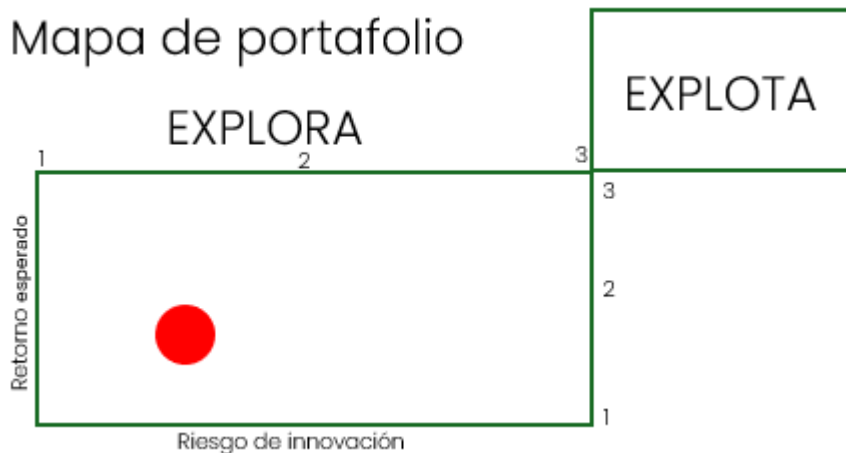 Mapa de portafolio
EXPLOTA
EXPLORA
1
2
3
3
2
1
Retorno esperado
Riesgo de innovación